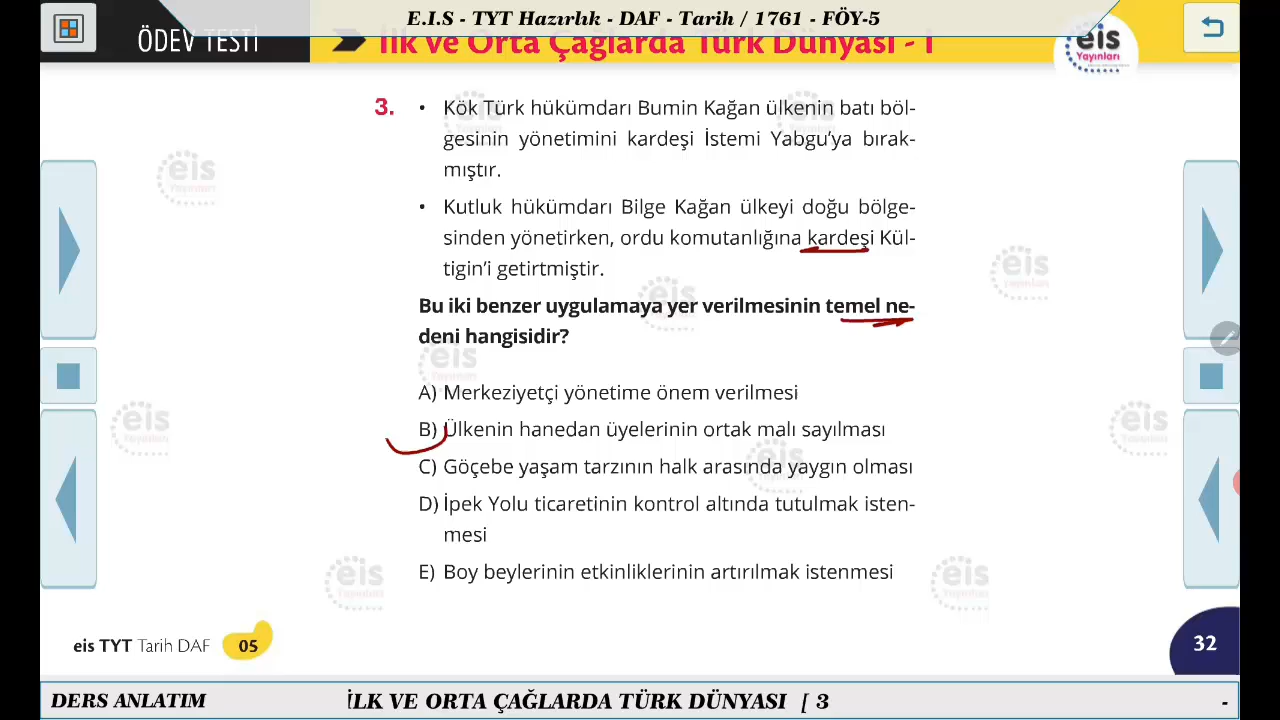 E.I.S - TYT Hazırlık - DAF - Tarih / 1761 - FÖY-5
ÖDEV TESTİ
İlk ve Orta Çağlarda Türk Dünyası - I
eis
Yayınları
3.
• Kök Türk hükümdarı Bumin Kağan ülkenin batı böl-
gesinin yönetimini kardeşi İstemi Yabgu'ya bırak-
mıştır.
• Kutluk hükümdarı Bilge Kağan ülkeyi doğu bölge-
sinden yönetirken, ordu komutanlığına kardeşi Kül-
tigin'i getirtmiştir.
Bu iki benzer uygulamaya yer verilmesinin temel ne-
deni hangisidir?
A) Merkeziyetçi yönetime önem verilmesi
B) Ülkenin hanedan üyelerinin ortak malı sayılması
C) Göçebe yaşam tarzının halk arasında yaygın olması
D) İpek Yolu ticaretinin kontrol altında tutulmak isten-
mesi
E) Boy beylerinin etkinliklerinin artırılmak istenmesi
eis TYT Tarih DAF 05
32
DERS ANLATIM
İLK VE ORTA ÇAĞLARDA TÜRK DÜNYASI [ 3
-